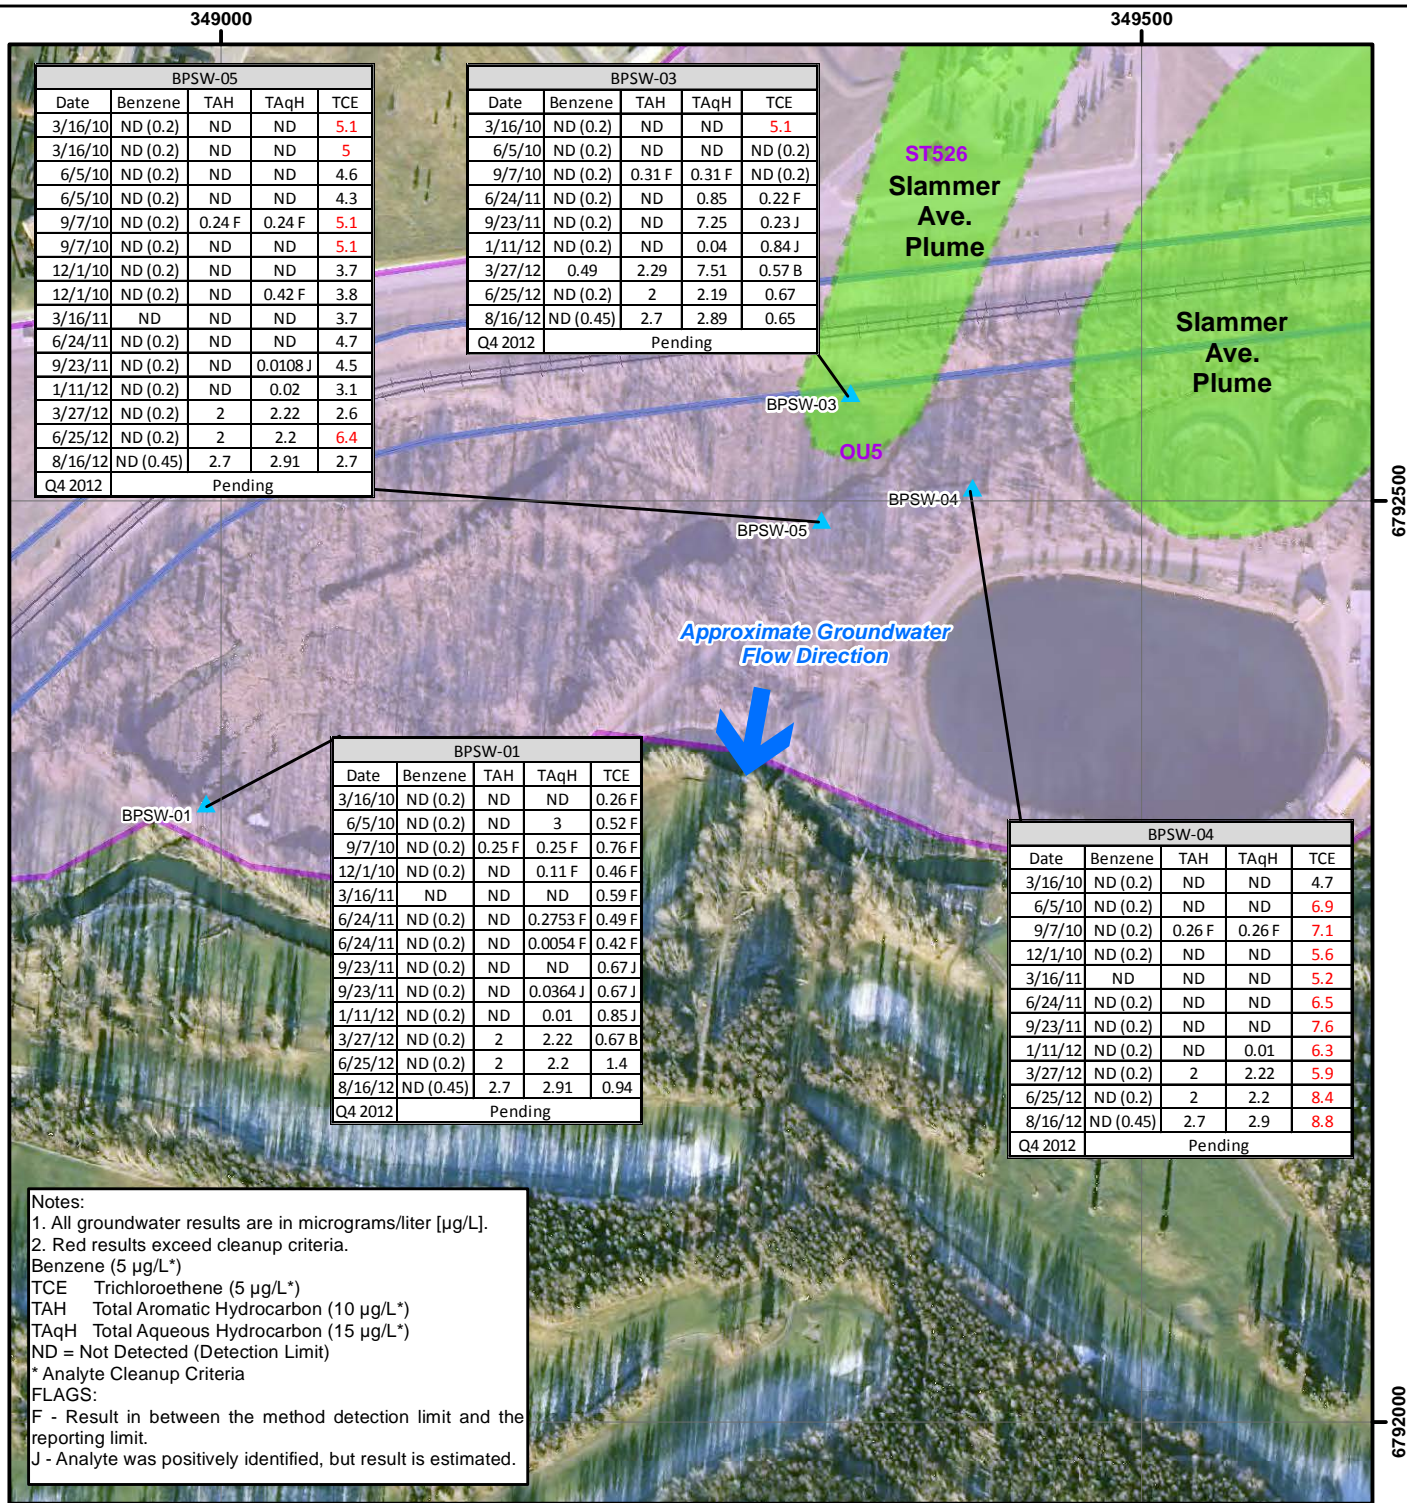 349000
349500
BPSW-05
Date Benzene TAH TAqH TCE
3/16/10 ND (0.2) ND ND 5.1
3/16/10 ND (0.2) ND ND 5
6/5/10 ND (0.2) ND ND 4.6
6/5/10 ND (0.2) ND ND 4.3
9/7/10 ND (0.2) 0.24 F 0.24 F 5.1
9/7/10 ND (0.2) ND ND 5.1
12/1/10 ND (0.2) ND ND 3.7
12/1/10 ND (0.2) ND 0.42 F 3.8
3/16/11 ND ND ND 3.7
6/24/11 ND (0.2) ND ND 4.7
9/23/11 ND (0.2) ND 0.0108 J 4.5
1/11/12 ND (0.2) ND 0.02 3.1
3/27/12 ND (0.2) 2 2.22 2.6
6/25/12 ND (0.2) 2 2.2 6.4
8/16/12 ND (0.45) 2.7 2.91 2.7
Q4 2012 Pending
BPSW-03
Date Benzene TAH TAqH TCE
3/16/10 ND (0.2) ND ND 5.1
6/5/10 ND (0.2) ND ND ND (0.2)
9/7/10 ND (0.2) 0.31 F 0.31 F ND (0.2)
6/24/11 ND (0.2) ND 0.85 0.22 F
9/23/11 ND (0.2) ND 7.25 0.23 J
1/11/12 ND (0.2) ND 0.04 0.84 J
3/27/12 0.49 2.29 7.51 0.57 B
6/25/12 ND (0.2) 2 2.19 0.67
8/16/12 ND (0.45) 2.7 2.89 0.65
Q4 2012 Pending
ST526
Slammer
Ave.
Plume
Slammer
Ave.
Plume
BPSW-03
OU5
BPSW-04
BPSW-05
6792500
Approximate Groundwater
Flow Direction
BPSW-01
BPSW-01
Date Benzene TAH TAqH TCE
3/16/10 ND (0.2) ND ND 0.26 F
6/5/10 ND (0.2) ND 3 0.52 F
9/7/10 ND (0.2) 0.25 F 0.25 F 0.76 F
12/1/10 ND (0.2) ND 0.11 F 0.46 F
3/16/11 ND ND ND 0.59 F
6/24/11 ND (0.2) ND 0.2753 F 0.49 F
6/24/11 ND (0.2) ND 0.0054 F 0.42 F
9/23/11 ND (0.2) ND ND 0.67 J
9/23/11 ND (0.2) ND 0.0364 J 0.67 J
1/11/12 ND (0.2) ND 0.01 0.85 J
3/27/12 ND (0.2) 2 2.22 0.67 B
6/25/12 ND (0.2) 2 2.2 1.4
8/16/12 ND (0.45) 2.7 2.91 0.94
Q4 2012 Pending
BPSW-04
Date Benzene TAH TAqH TCE
3/16/10 ND (0.2) ND ND 4.7
6/5/10 ND (0.2) ND ND 6.9
9/7/10 ND (0.2) 0.26 F 0.26 F 7.1
12/1/10 ND (0.2) ND ND 5.6
3/16/11 ND ND ND 5.2
6/24/11 ND (0.2) ND ND 6.5
9/23/11 ND (0.2) ND ND 7.6
1/11/12 ND (0.2) ND 0.01 6.3
3/27/12 ND (0.2) 2 2.22 5.9
6/25/12 ND (0.2) 2 2.2 8.4
8/16/12 ND (0.45) 2.7 2.9 8.8
Q4 2012 Pending
Notes:
1. All groundwater results are in micrograms/liter [µg/L].
2. Red results exceed cleanup criteria.
Benzene (5 µg/L*)
TCE Trichloroethene (5 µg/L*)
TAH Total Aromatic Hydrocarbon (10 µg/L*)
TAqH Total Aqueous Hydrocarbon (15 µg/L*)
ND = Not Detected (Detection Limit)
* Analyte Cleanup Criteria
FLAGS:
F - Result in between the method detection limit and the
reporting limit.
J - Analyte was positively identified, but result is estimated.
6792000